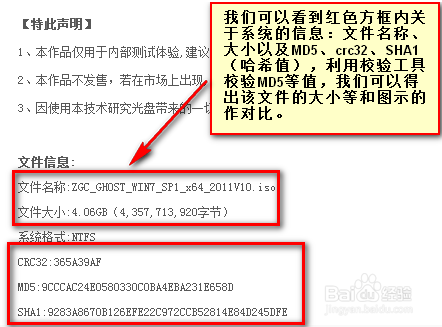 【特此声明】
1、本作品仅用于内部测试体验,建议
2、本作品不发售，若在市场上出现
3、因使用本技术研究光盘带来的一切
我们可以看到红色方框内关
于系统的信息：文件名称、
大小以及MD5、crc32、SHA1
（哈希值），利用校验工具
校验MD5等值，我们可以得
出该文件的大小等和图示的
作对比。
文件信息:
文件名称:ZGC_GHOST_WIN7_SP1_x64_2011V10.iso
文件大小:4.06GB（4,357,713,920字节）
系统格式:NTFS
CRC32:365A39AF
MD5:9CCCAC24E0580330C0BA4EBA231E658D
SHA1:9283A8670B126EFE22C972CCB52814E84D245DFE
Baidu经验